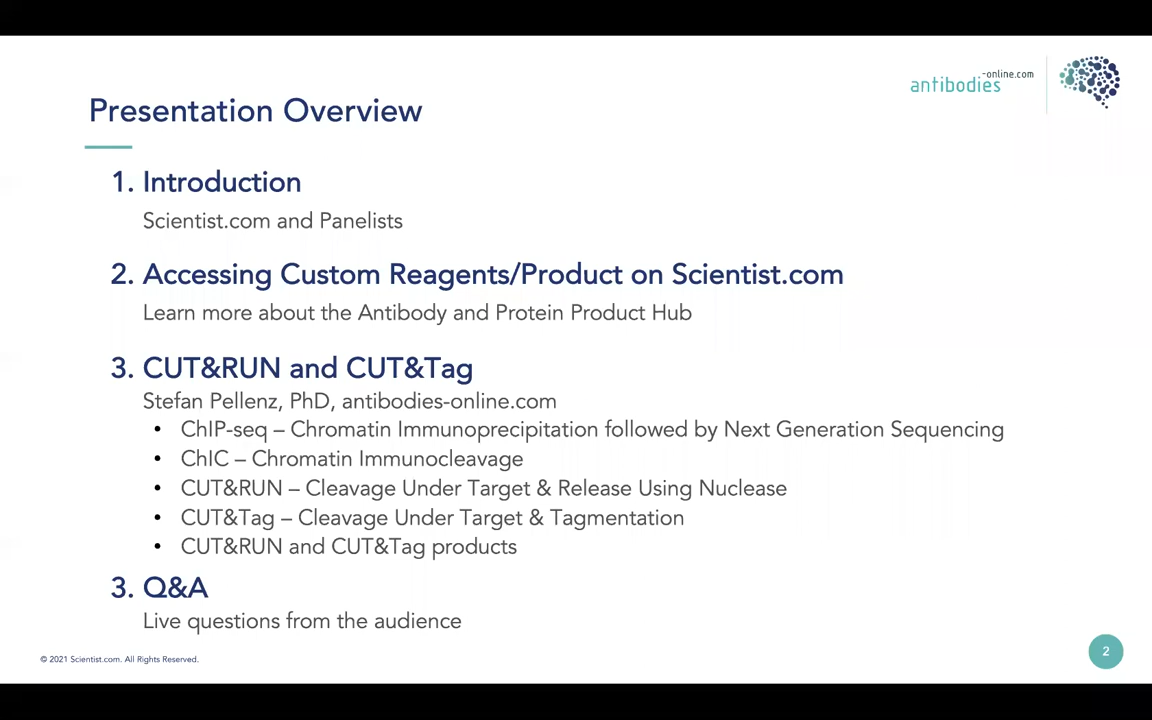 -online.com
antibodies
Presentation Overview
1. Introduction
Scientist.com and Panelists
2. Accessing Custom Reagents/Product on Scientist.com
Learn more about the Antibody and Protein Product Hub
3. CUT&RUN and CUT&Tag
Stefan Pellenz, PhD, antibodies-online.com
• ChIP-seq – Chromatin Immunoprecipitation followed by Next Generation Sequencing
• ChIC – Chromatin Immunocleavage
• CUT&RUN – Cleavage Under Target & Release Using Nuclease
• CUT&Tag – Cleavage Under Target & Tagmentation
• CUT&RUN and CUT&Tag products
3. Q&A
Live questions from the audience
© 2021 Scientist.com. All Rights Reserved.
2